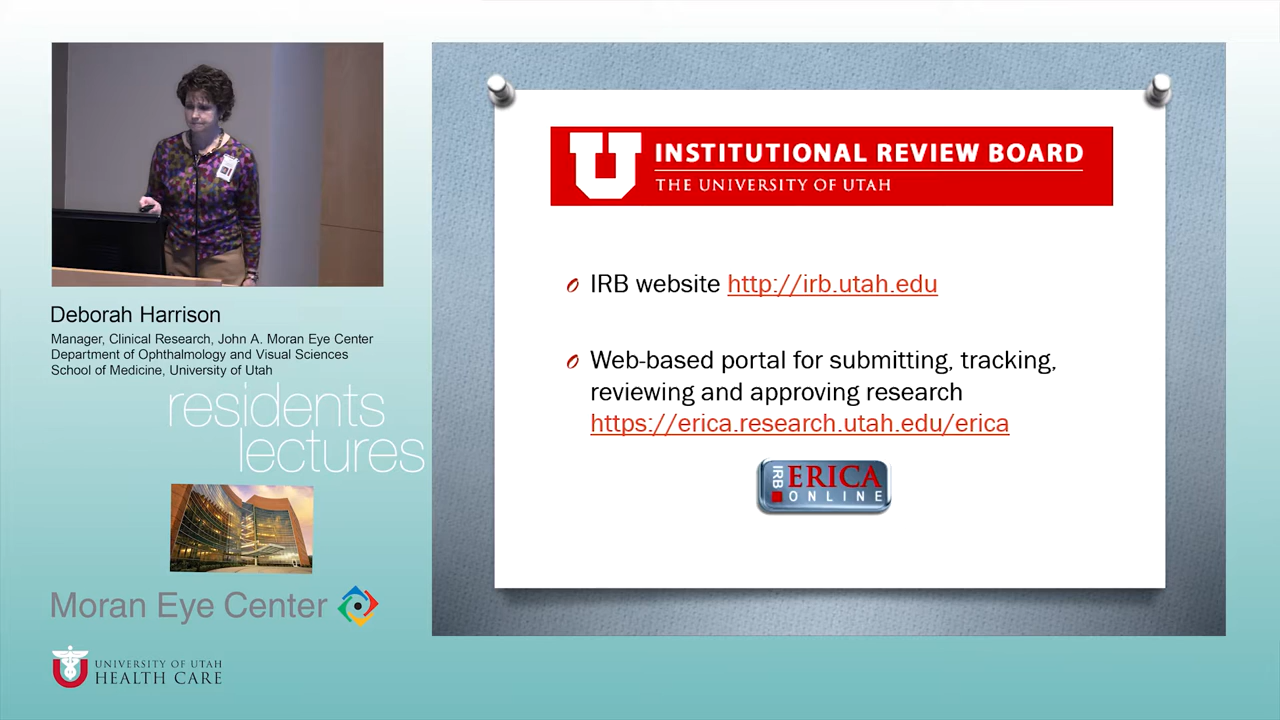 Deborah Harrison
Manager, Clinical Research, John A. Moran Eye Center
Department of Ophthalmology and Visual Sciences
School of Medicine, University of Utah
residents
lectures
Moran Eye Center
UNIVERSITY OF UTAH
HEALTH CARE
U
INSTITUTIONAL REVIEW BOARD
THE UNIVERSITY OF UTAH
IRB website http://irb.utah.edu
Web-based portal for submitting, tracking,
reviewing and approving research
https://erica.research.utah.edu/erica
IRB
ERICA
ONLINE